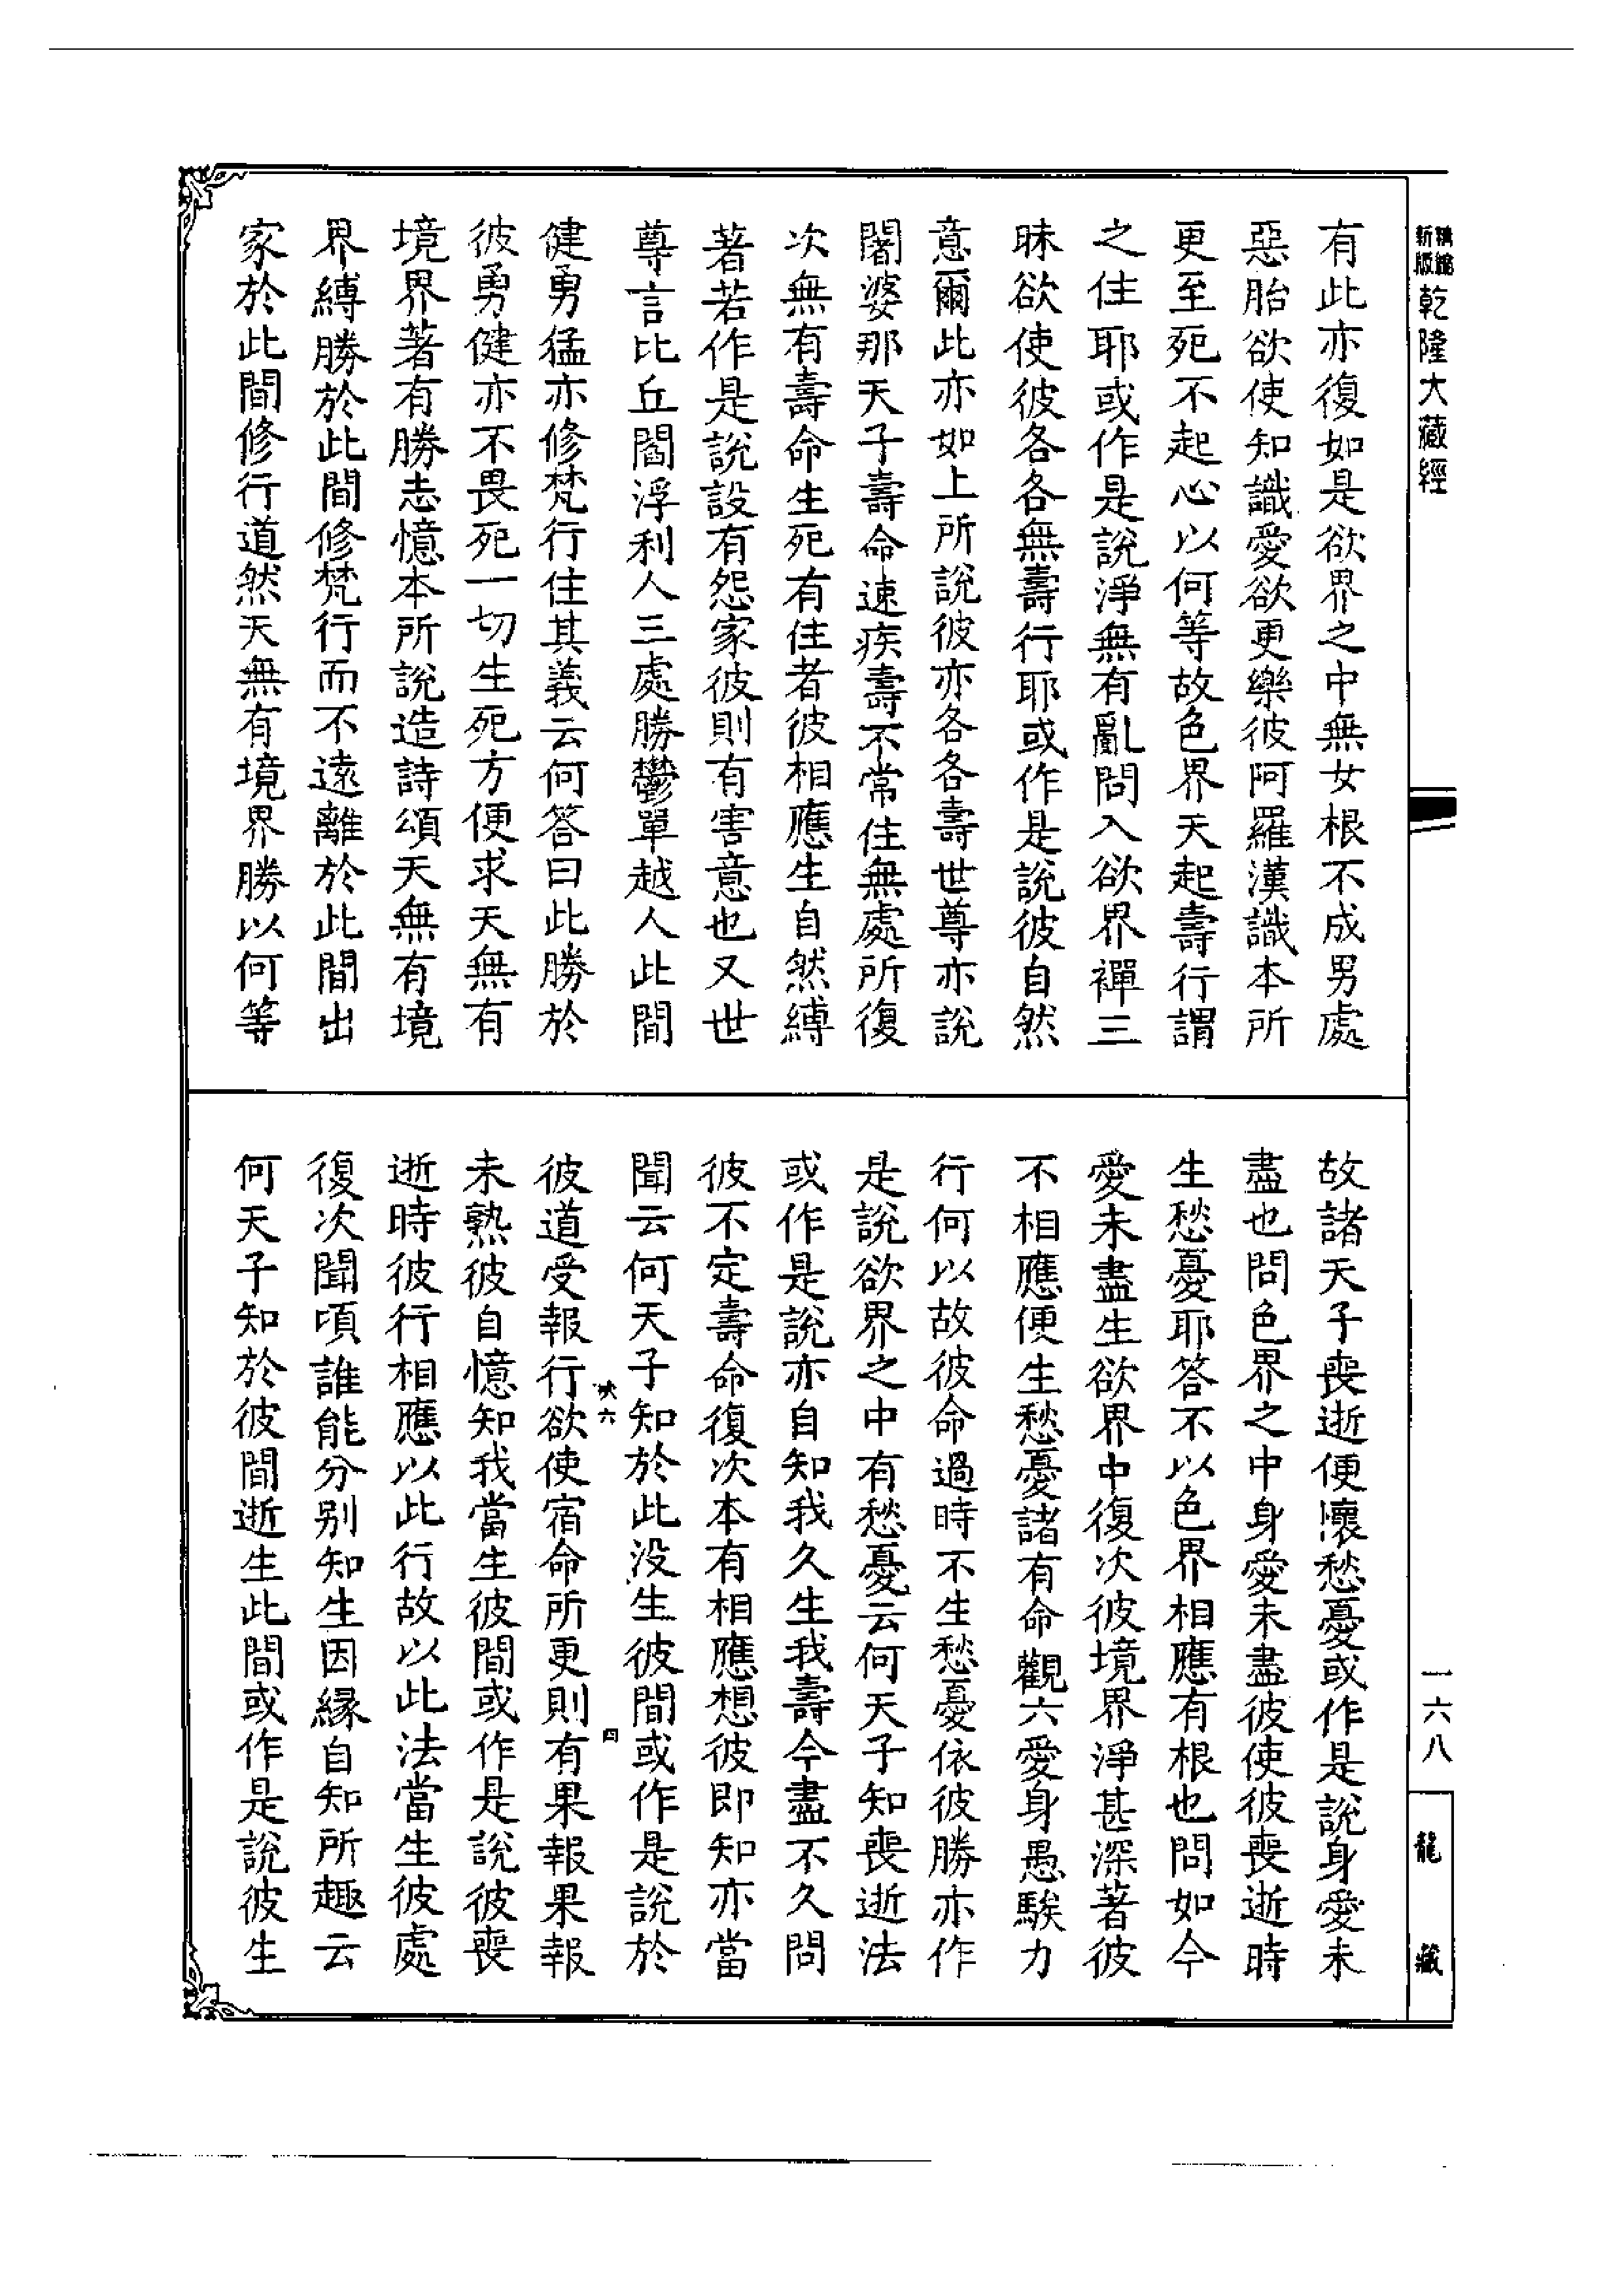 精縮新版乾隆大藏經
有此亦復如是欲界之中無女根不成男處
惡胎欲使知識愛欲更樂彼阿羅漢識本所
更至死不起心以何等故色界天起壽行謂
之住耶或作是說淨無有亂問入欲界禪三
昧欲使彼各各無壽行耶或作是說彼自然
意爾此亦如上所說彼亦各各壽世尊亦說
闍婆那天子壽命速疾壽不常住無處所復
次無有壽命生死有住者彼相應生自然縛
著若作是說設有怨家彼則有害意也又世
尊言比丘閻浮利人三處勝鬱單越人此間
健勇猛亦修梵行住其義云何答曰此勝於
彼勇健亦不畏死一切生死方便求天無有
境界著有勝志憶本所說造詩頌天無有境
界縛勝於此間修梵行而不遠離於此間出
家於此間修行道然天無有境界勝以何等
故諸天子喪逝便懷愁憂或作是說身愛未
盡也問色界之中身愛未盡彼使彼喪逝時
生愁憂耶答不以色界相應有根也問如今
愛未盡生欲界中復次彼境界淨甚深著彼
不相應便生愁憂諸有命觀六愛身愚騃力
行何以故彼命過時不生愁憂依彼勝亦作
是說欲界之中有愁憂云何天子知喪逝法
或作是說亦自知我久生我壽今盡不久問
彼不定壽命復次本有相應想彼即知亦當
聞云何天子知於此没生彼間或作是說於
彼道受報行欲使宿命所更則有果報果報
未熟彼自憶知我當生彼間或作是說彼喪
逝時彼行相應以此行故以此法當生彼處
復次聞頃誰能分别知生因緣自知所趣云
何天子知於彼間逝生此間或作是說彼生
六
四
一六八
龍藏